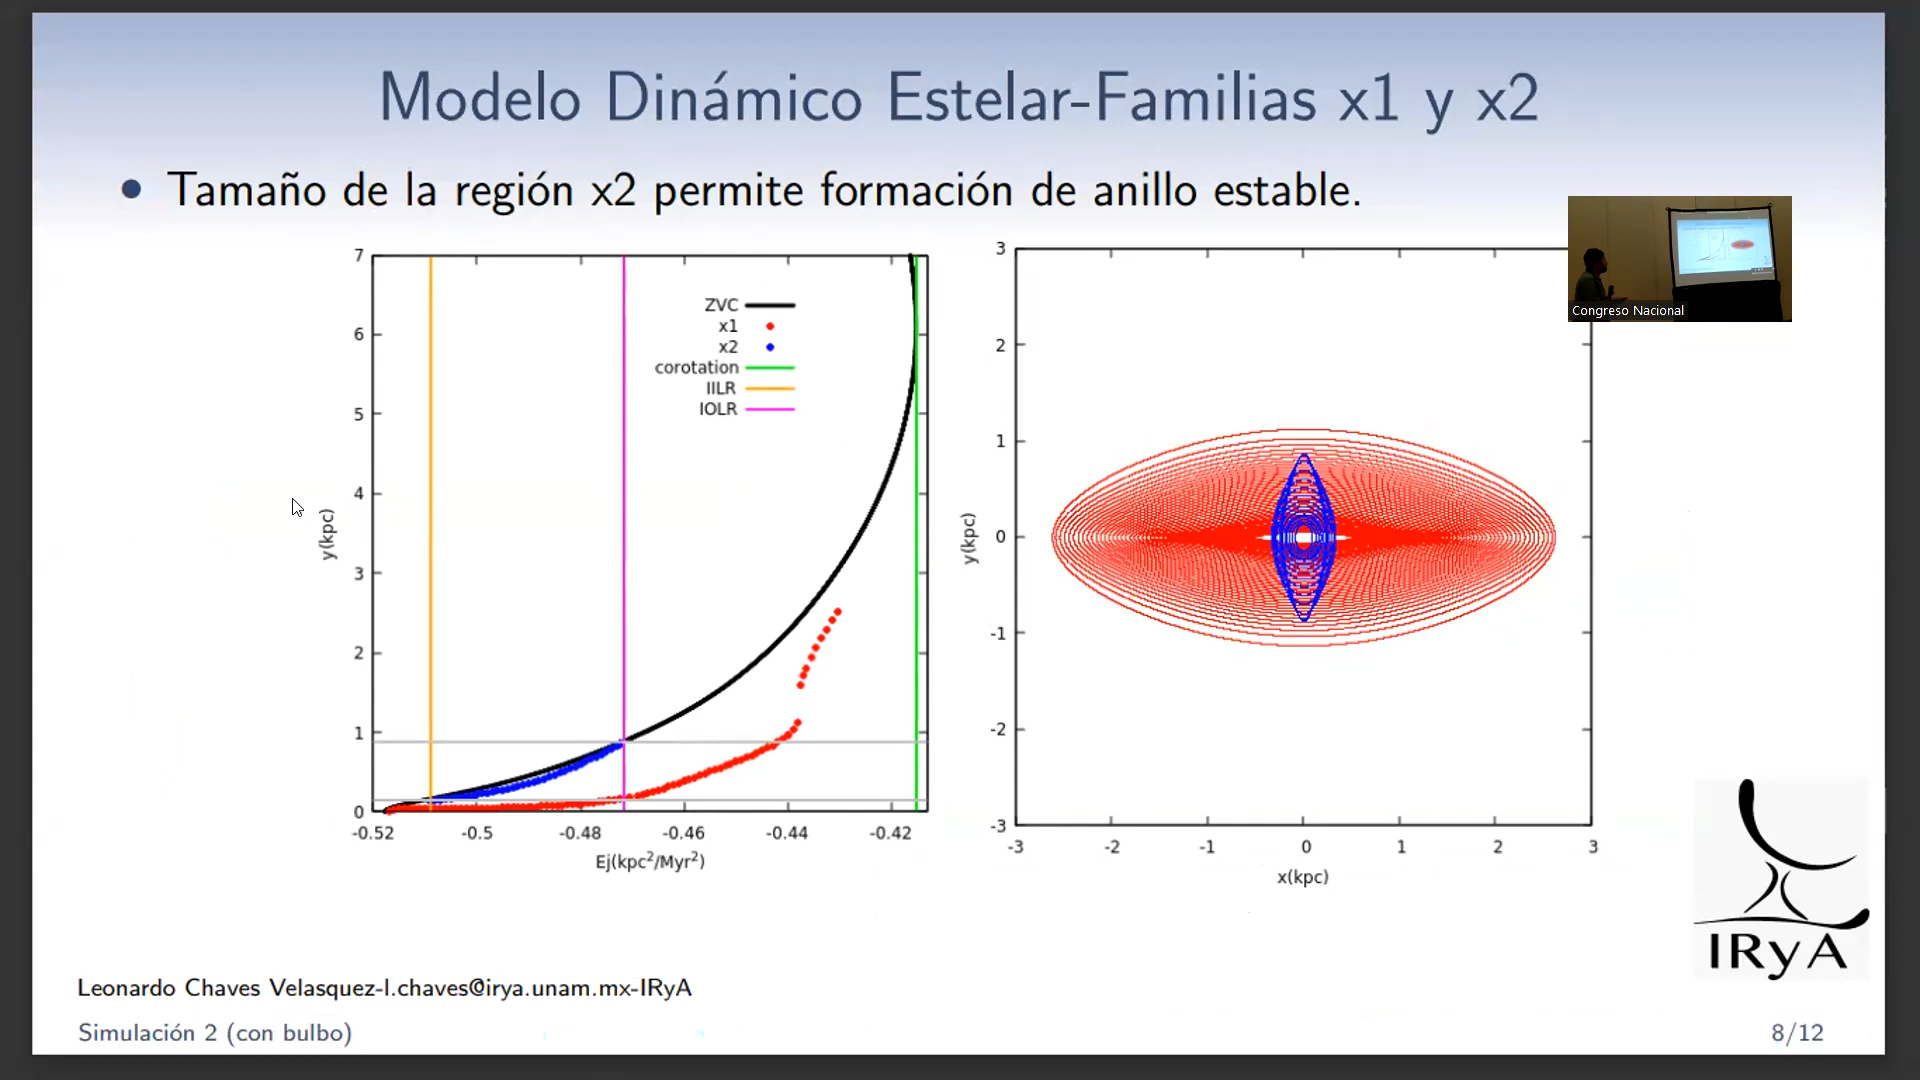 Modelo Dinámico Estelar-Familias x1 y x2
• Tamaño de la región x2 permite formación de anillo estable.
Congreso Nacional
7
6
5
4
3
2
1
0
y(kpc)
ZVC
x1
x2
corotation
IILR
IOLR
-0.52 -0.5 -0.48 -0.46 -0.44 -0.42
Ej(kpc²/Myr²)
3
2
1
0
-1
-2
-3
y(kpc)
-3 -2 -1 0 1 2 3
x(kpc)
IRyA
Leonardo Chaves Velasquez-l.chaves@irya.unam.mx-IRyA
Simulación 2 (con bulbo)
8/12